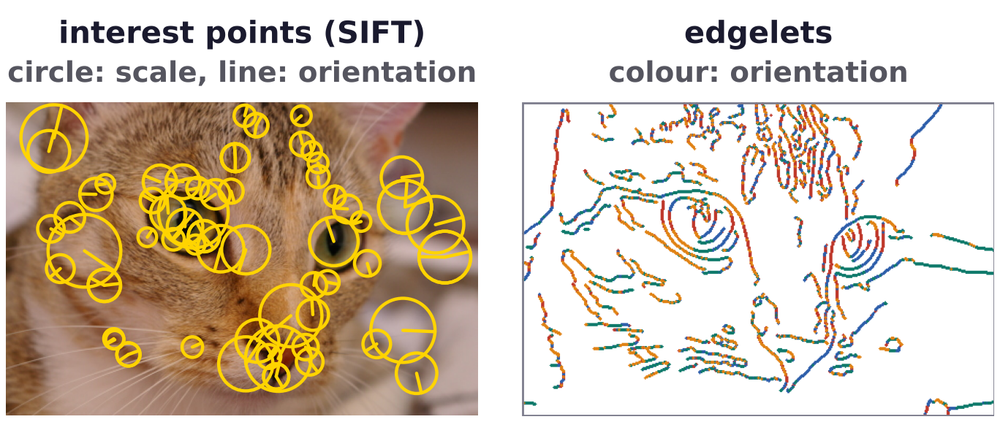 interest points (SIFT)
circle: scale, line: orientation
edgelets
colour: orientation